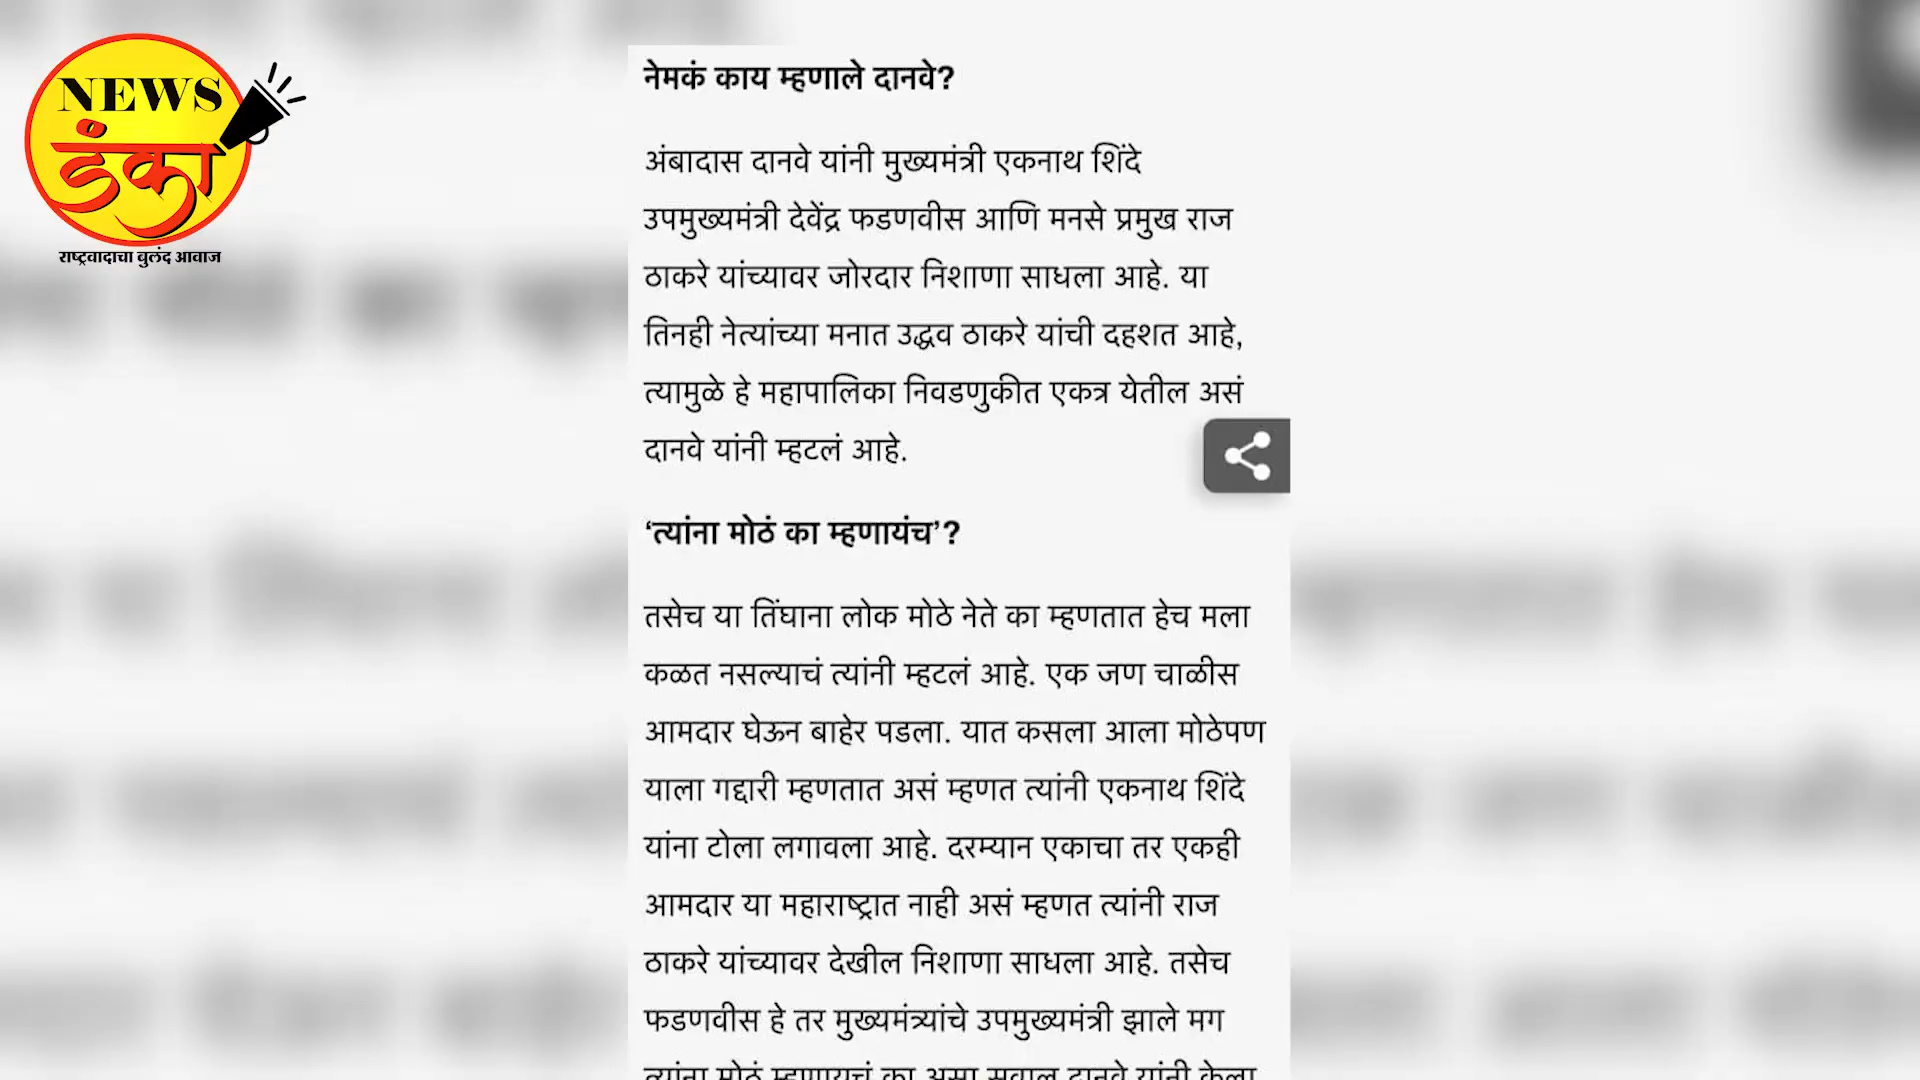 NEWS
डंका
राष्ट्रवादाचा बुलंद आवाज
नेमकं काय म्हणाले दानवे?
अंबादास दानवे यांनी मुख्यमंत्री एकनाथ शिंदे
उपमुख्यमंत्री देवेंद्र फडणवीस आणि मनसे प्रमुख राज
ठाकरे यांच्यावर जोरदार निशाणा साधला आहे. या
तिनही नेत्यांच्या मनात उद्धव ठाकरे यांची दहशत आहे,
त्यामुळे हे महापालिका निवडणुकीत एकत्र येतील असं
दानवे यांनी म्हटलं आहे.
‘त्यांना मोठं का म्हणायंच’?
तसेच या तिंघाना लोक मोठे नेते का म्हणतात हेच मला
कळत नसल्याचं त्यांनी म्हटलं आहे. एक जण चाळीस
आमदार घेऊन बाहेर पडला. यात कसला आला मोठेपण
याला गद्दारी म्हणतात असं म्हणत त्यांनी एकनाथ शिंदे
यांना टोला लगावला आहे. दरम्यान एकाचा तर एकही
आमदार या महाराष्ट्रात नाही असं म्हणत त्यांनी राज
ठाकरे यांच्यावर देखील निशाणा साधला आहे. तसेच
फडणवीस हे तर मुख्यमंत्र्यांचे उपमुख्यमंत्री झाले मग
त्यांना मोठं म्हाणायचं का असा सवाल दानवे यांनी केला